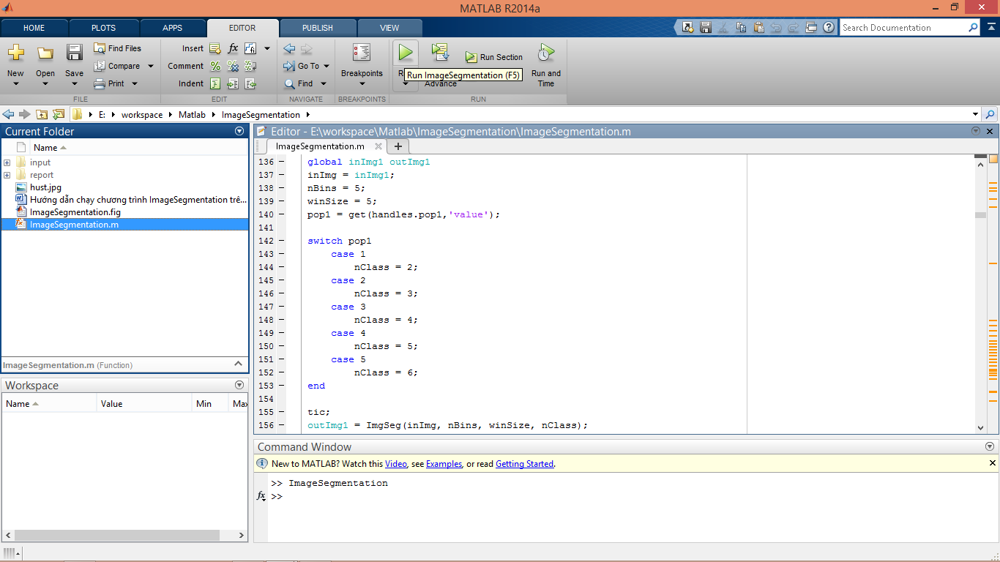 MATLAB R2014a
HOME PLOTS APPS EDITOR PUBLISH VIEW
Search Documentation
New Open Save
Find Files
Compare
Print
FILE
Insert
Comment
Indent
EDIT
Go To
Find
NAVIGATE
Breakpoints
BREAKPOINTS
Run ImageSegmentation (F5)
Advance
Run Section
Run and
Time
RUN
E: workspace Matlab ImageSegmentation
Current Folder
Name
input
report
hust.jpg
Hướng dẫn chạy chương trình ImageSegmentation trê...
ImageSegmentation.fig
ImageSegmentation.m
ImageSegmentation.m (Function)
Workspace
Name Value Min Max
Editor - E:\workspace\Matlab\ImageSegmentation\ImageSegmentation.m
ImageSegmentation.m
136 – global inImg1 outImg1
137 – inImg = inImg1;
138 – nBins = 5;
139 – winSize = 5;
140 – pop1 = get(handles.pop1,'value');
141
142 – switch pop1
143 – case 1
144 – nClass = 2;
145 – case 2
146 – nClass = 3;
147 – case 3
148 – nClass = 4;
149 – case 4
150 – nClass = 5;
151 – case 5
152 – nClass = 6;
153 – end
154
155 – tic;
156 – outImg1 = ImgSeg(inImg, nBins, winSize, nClass);
Command Window
New to MATLAB? Watch this Video, see Examples, or read Getting Started.
>> ImageSegmentation
fx >>